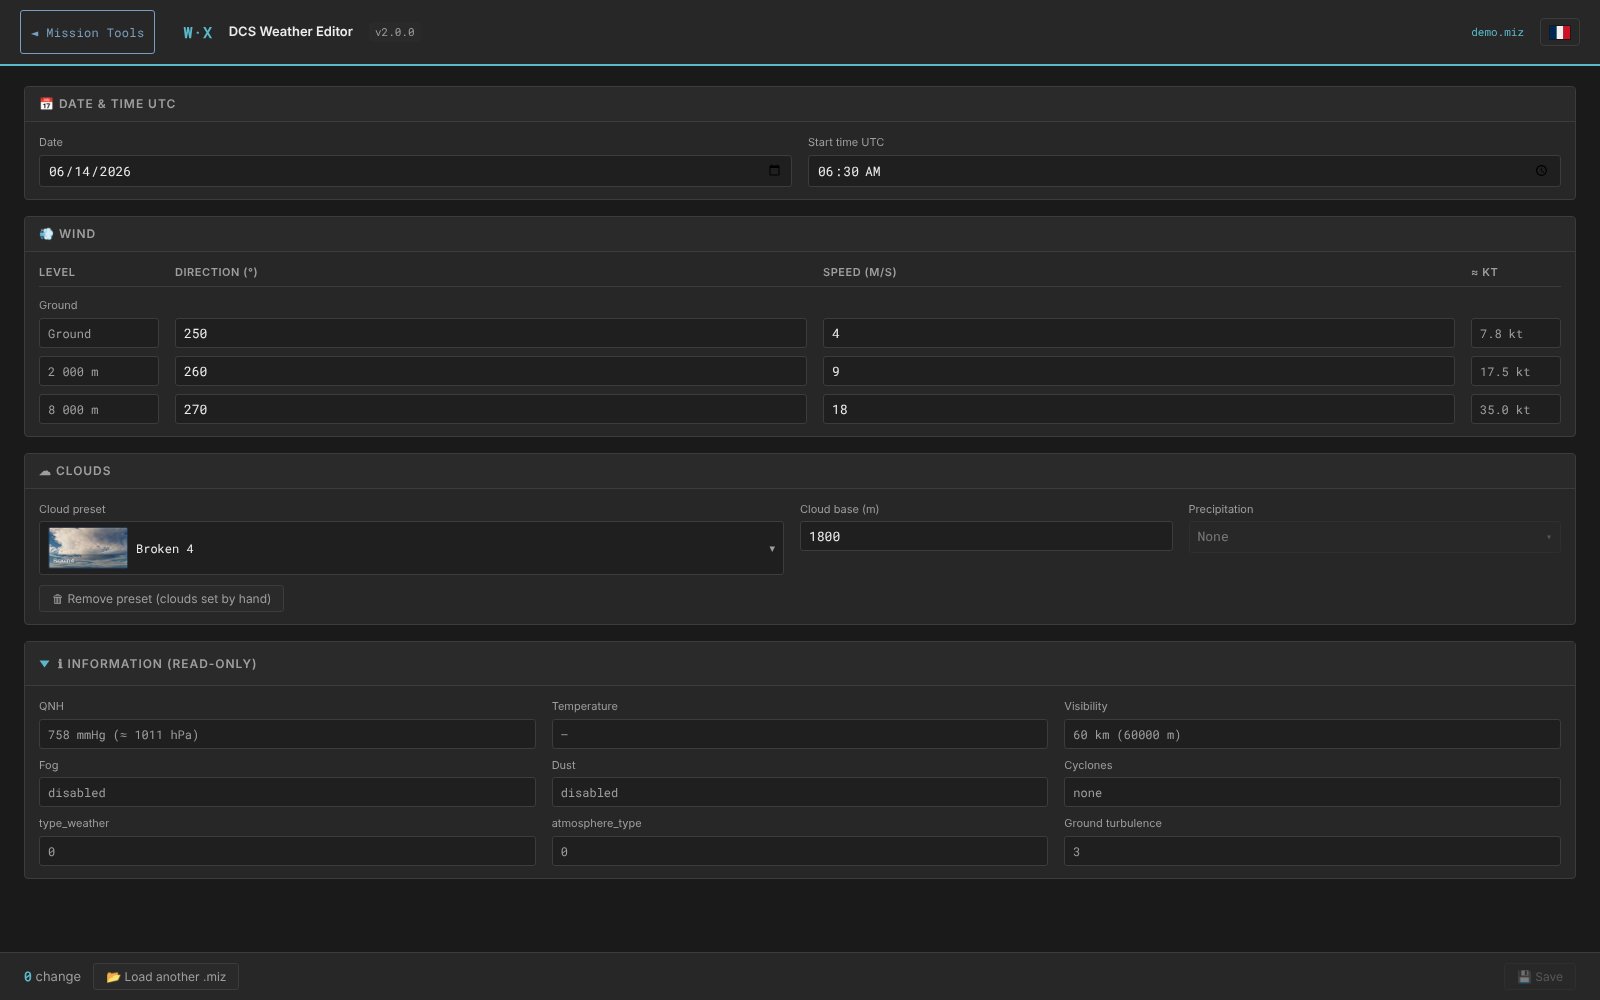 ◄ Mission Tools W·X DCS Weather Editor v2.0.0 demo.miz
📅 DATE & TIME UTC
Date Start time UTC
06/14/2026 06:30 AM
💨 WIND
LEVEL DIRECTION (°) SPEED (M/S) ≈ KT
Ground
Ground 250 4 7.8 kt
2 000 m 260 9 17.5 kt
8 000 m 270 18 35.0 kt
☁ CLOUDS
Cloud preset Cloud base (m) Precipitation
Broken 4 1800 None
🗑 Remove preset (clouds set by hand)
▼ ℹ INFORMATION (READ-ONLY)
QNH Temperature Visibility
758 mmHg (≈ 1011 hPa) — 60 km (60000 m)
Fog Dust Cyclones
disabled disabled none
type_weather atmosphere_type Ground turbulence
0 0 3
0 change 📂 Load another .miz 💾 Save